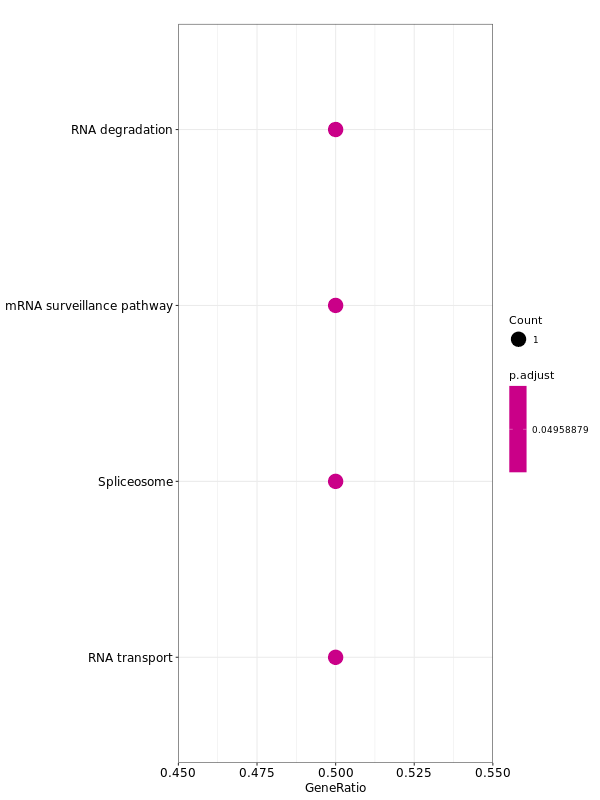 RNA degradation
mRNA surveillance pathway
Spliceosome
RNA transport
0.450 0.475 0.500 0.525 0.550
GeneRatio
Count
1
p.adjust
0.04958879